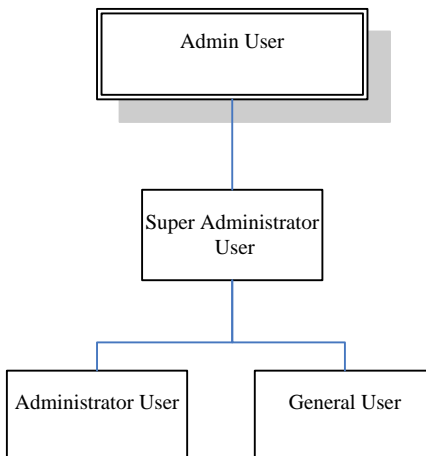 Admin User
Super Administrator
User
Administrator User
General User